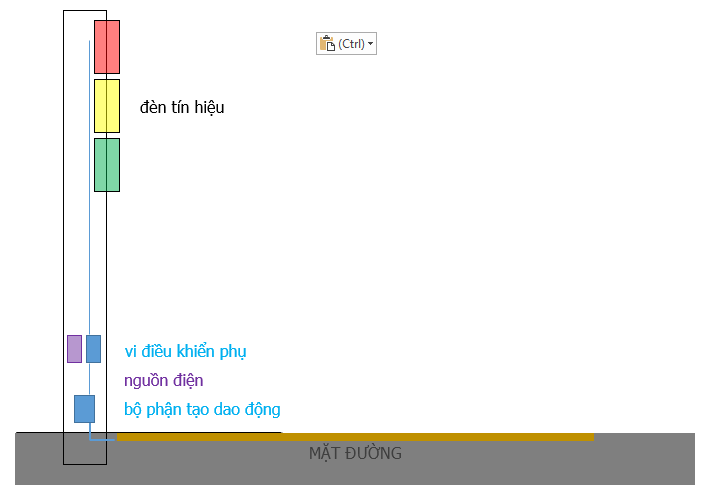 (Ctrl)
đèn tín hiệu
vi điều khiển phụ
nguồn điện
bộ phận tạo dao động
MẶT ĐƯỜNG